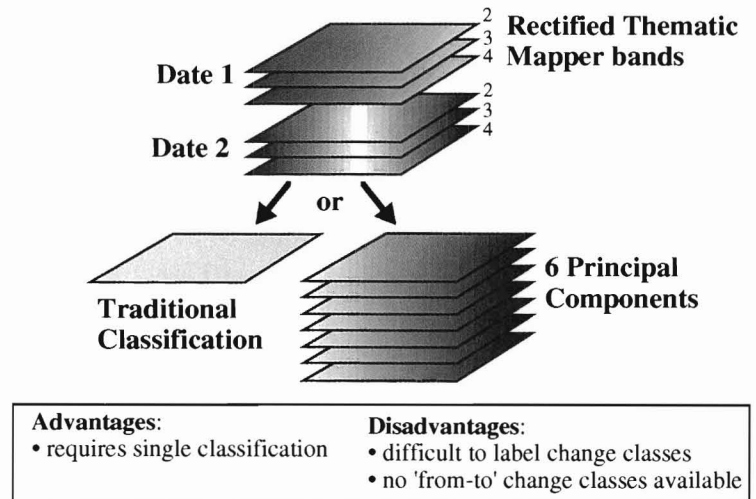 2
Rectified Thematic
3
Mapper bands
4
Date 1
2
3
4
Date 2
or
6 Principal
Components
Traditional
Classification
Advantages:
• requires single classification
Disadvantages:
• difficult to label change classes
• no 'from-to' change classes available